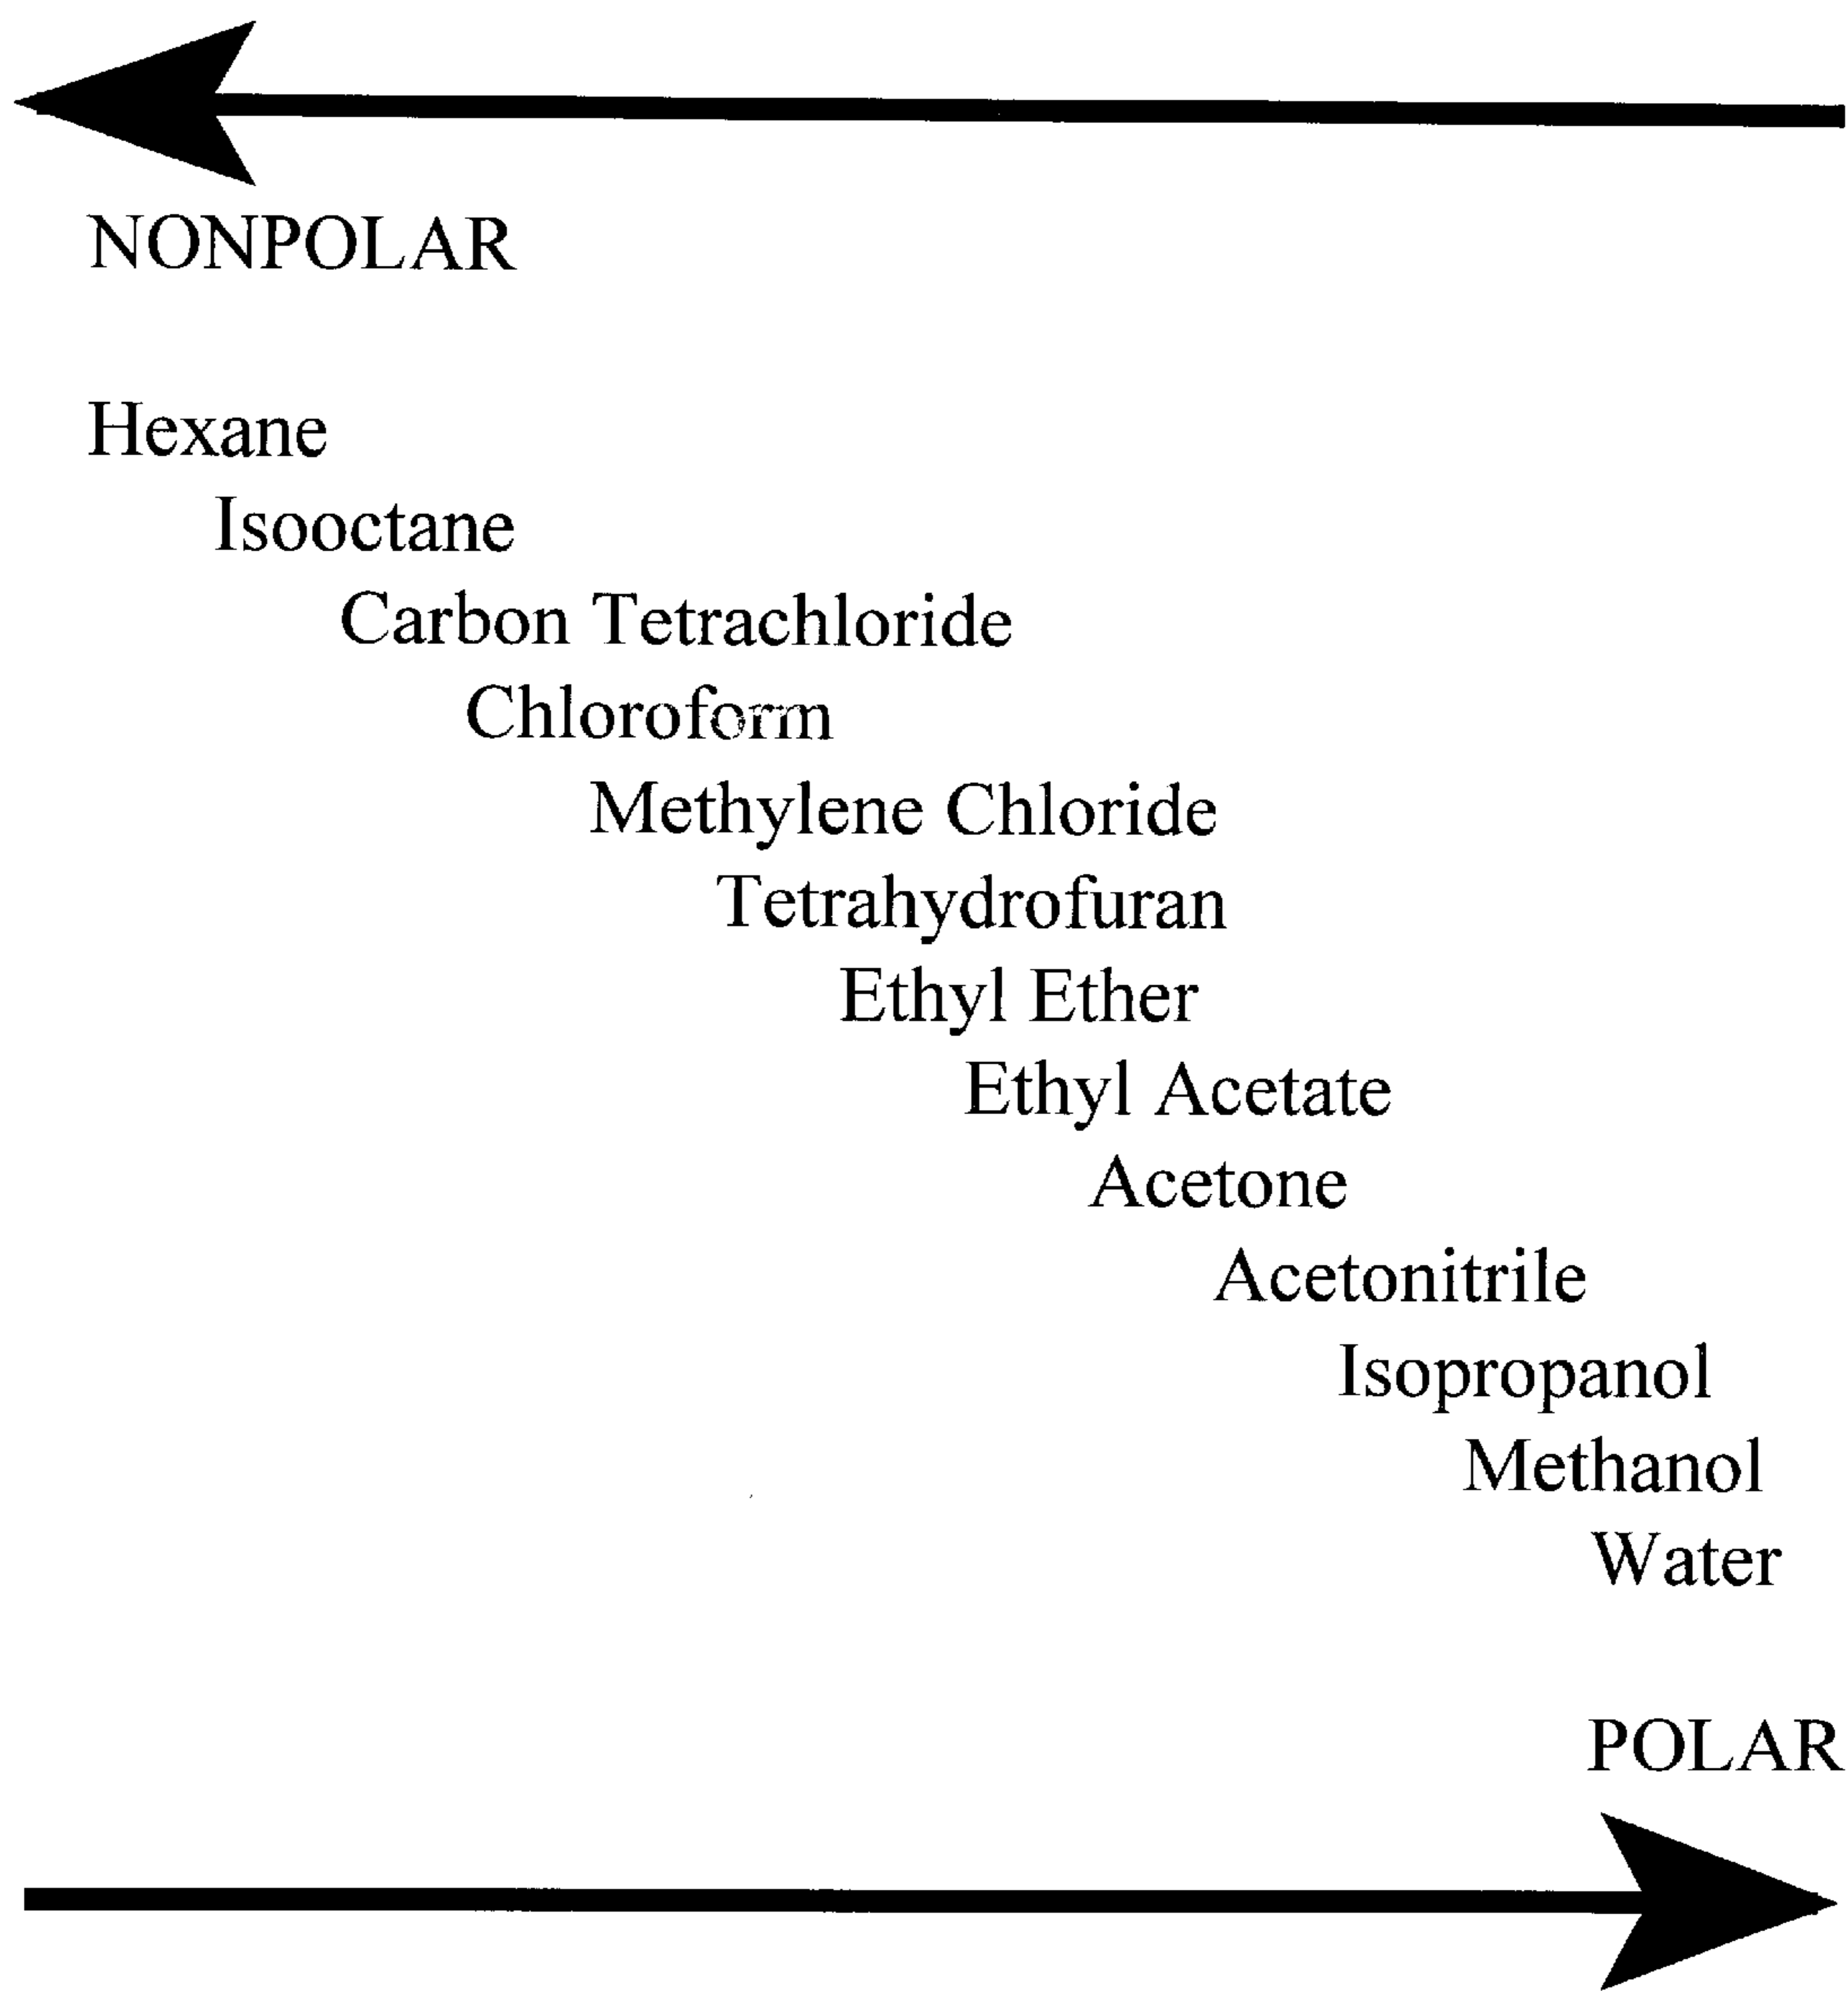 NONPOLAR
Hexane
Isooctane
Carbon Tetrachloride
Chloroform
Methylene Chloride
Tetrahydrofuran
Ethyl Ether
Ethyl Acetate
Acetone
Acetonitrile
Isopropanol
Methanol
Water
POLAR